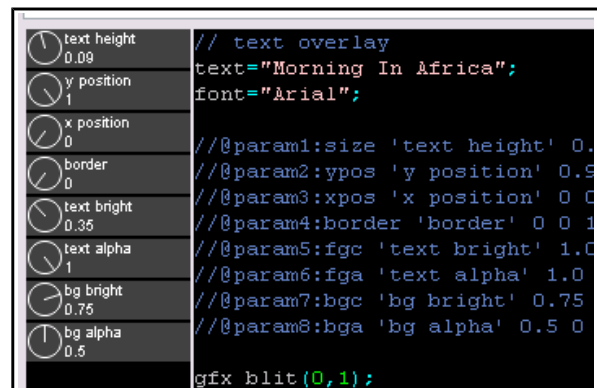 text height
0.09
y position
1
x position
0
border
0
text bright
0.35
text alpha
1
bg bright
0.75
bg alpha
0.5
// text overlay
text="Morning In Africa";
font="Arial";
//@param1:size 'text height' 0.
//@param2:ypos 'y position' 0.9
//@param3:xpos 'x position' 0 0
//@param4:border 'border' 0 0 1
//@param5:fgc 'text bright' 1.0
//@param6:fga 'text alpha' 1.0
//@param7:bgc 'bg bright' 0.75
//@param8:bga 'bg alpha' 0.5 0
gfx_blit(0,1);